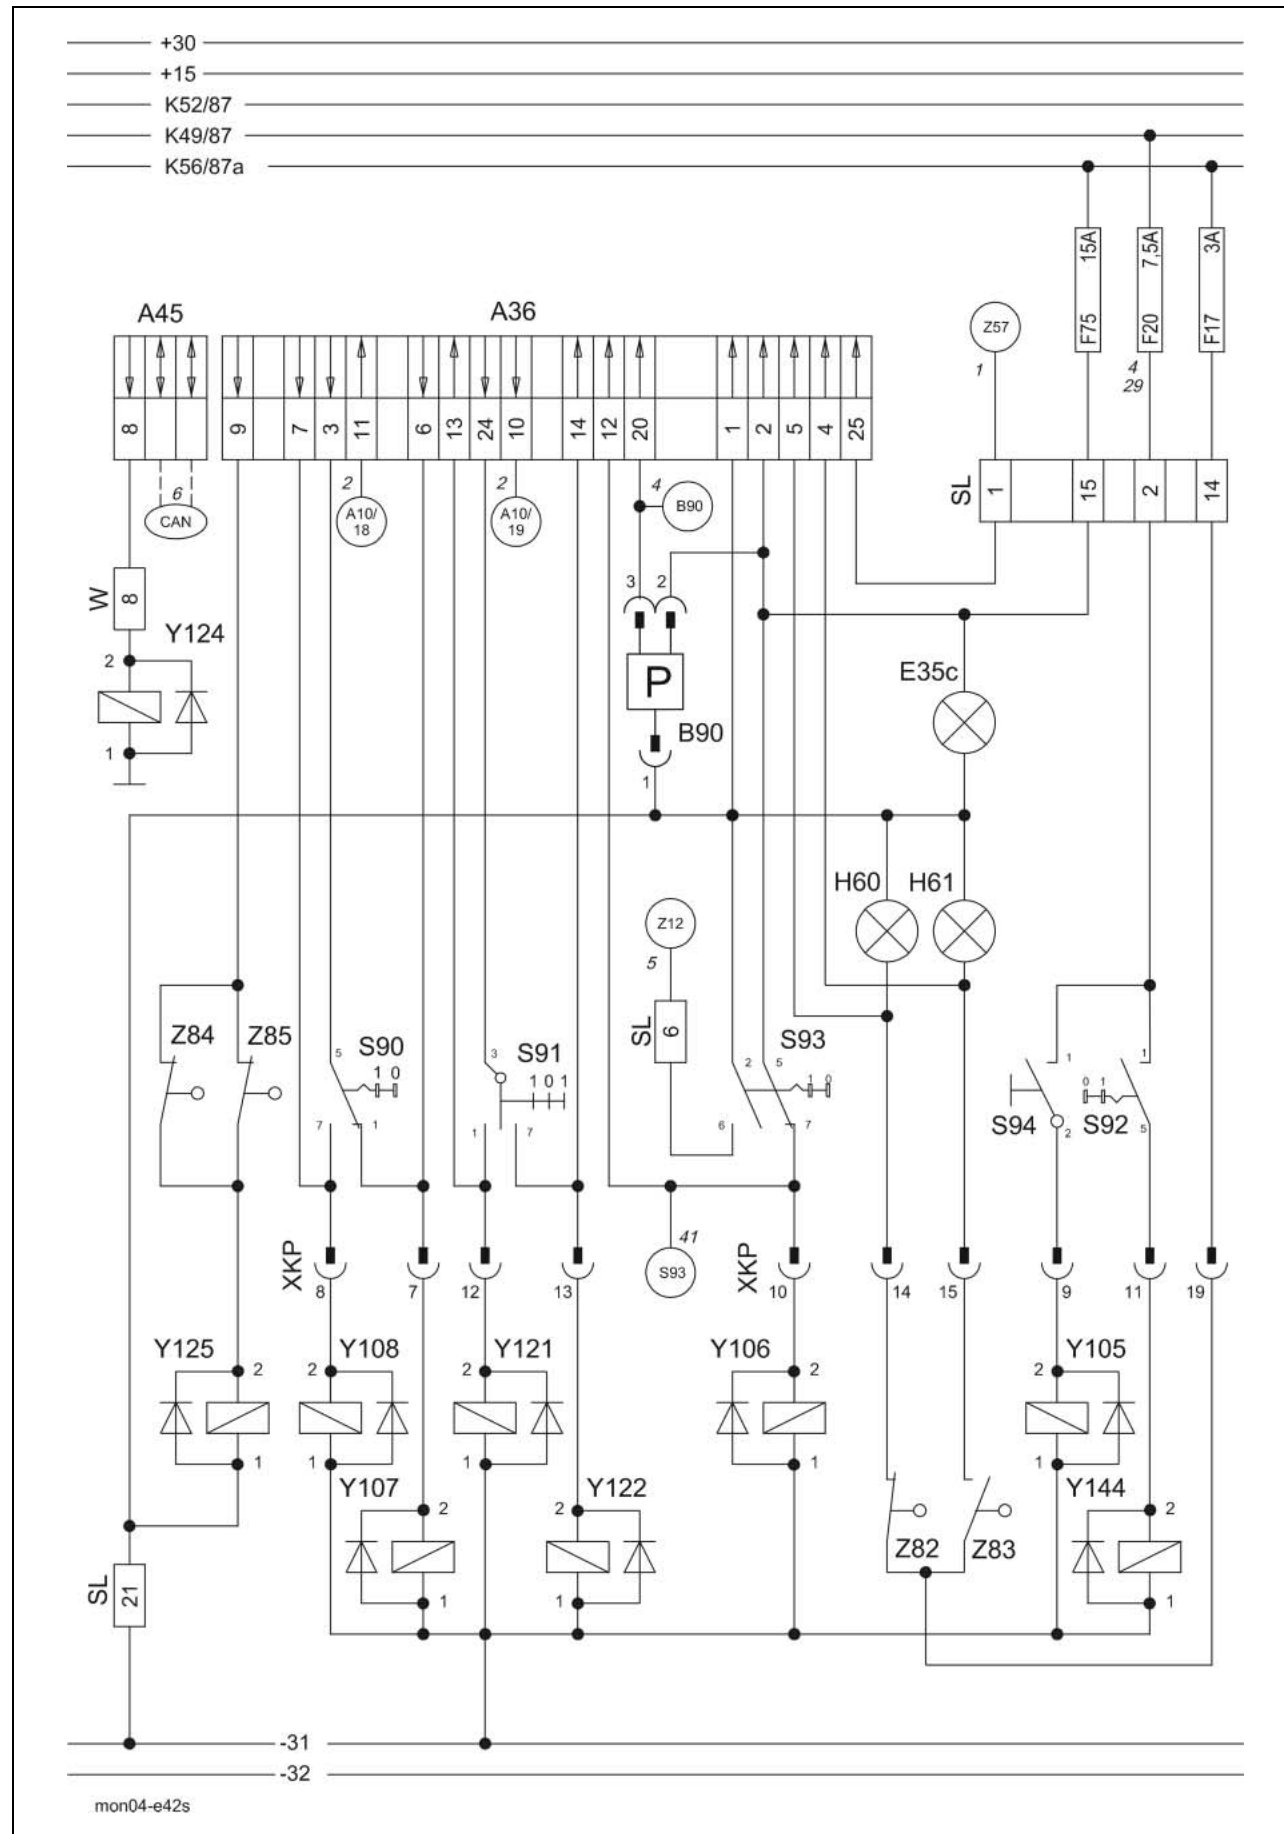 +30
+15
K52/87
K49/87
K56/87a
15A
7,5A
3A
F75
F20
F17
A45
A36
Z57
1
4
29
8
9
7
3
11
6
13
24
10
14
12
20
1
2
5
4
25
SL
1
15
2
14
6
CAN
2
A10/
18
2
A10/
19
4
B90
3
2
W
8
Y124
2
1
P
B90
1
E35c
H60
H61
Z12
5
SL
6
Z84
Z85
5
S90
1 0
7
1
3
S91
1 0 1
1
7
2
5
S93
1 0
6
7
1
S94
2
0 1
S92
1
5
41
S93
XKP
8
7
12
13
XKP
10
14
15
9
11
19
Y125
2
1
Y108
2
1
Y121
2
1
Y106
2
1
Y105
2
1
Y107
2
1
Y122
2
1
Z82
Z83
Y144
2
1
SL
21
-31
-32
mon04-e42s